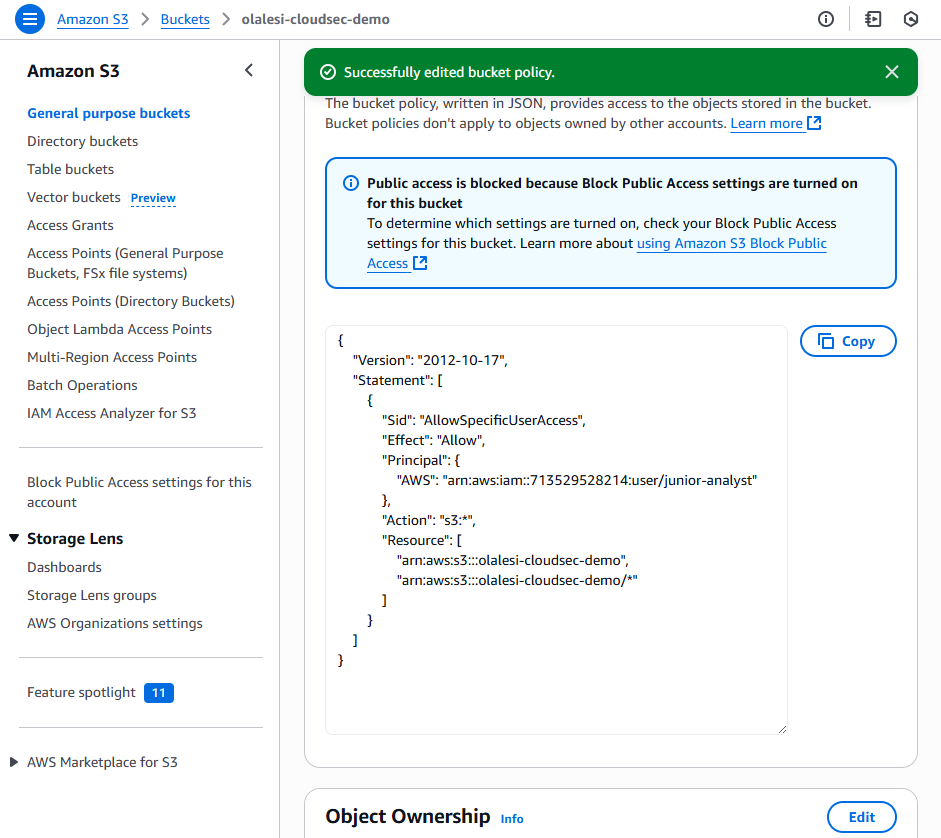 Amazon S3 > Buckets > olalesi-cloudsec-demo
Amazon S3
General purpose buckets
Directory buckets
Table buckets
Vector buckets Preview
Access Grants
Access Points (General Purpose
Buckets, FSx file systems)
Access Points (Directory Buckets)
Object Lambda Access Points
Multi-Region Access Points
Batch Operations
IAM Access Analyzer for S3
Block Public Access settings for this
account
Storage Lens
Dashboards
Storage Lens groups
AWS Organizations settings
Feature spotlight 11
AWS Marketplace for S3
Successfully edited bucket policy.
The bucket policy, written in JSON, provides access to the objects stored in the bucket.
Bucket policies don't apply to objects owned by other accounts. Learn more
Public access is blocked because Block Public Access settings are turned on
for this bucket
To determine which settings are turned on, check your Block Public Access
settings for this bucket. Learn more about using Amazon S3 Block Public
Access
Copy
{
    "Version": "2012-10-17",
    "Statement": [
        {
            "Sid": "AllowSpecificUserAccess",
            "Effect": "Allow",
            "Principal": {
                "AWS": "arn:aws:iam::713529528214:user/junior-analyst"
            },
            "Action": "s3:*",
            "Resource": [
                "arn:aws:s3:::olalesi-cloudsec-demo",
                "arn:aws:s3:::olalesi-cloudsec-demo/*"
            ]
        }
    ]
}
Object Ownership Info
Edit